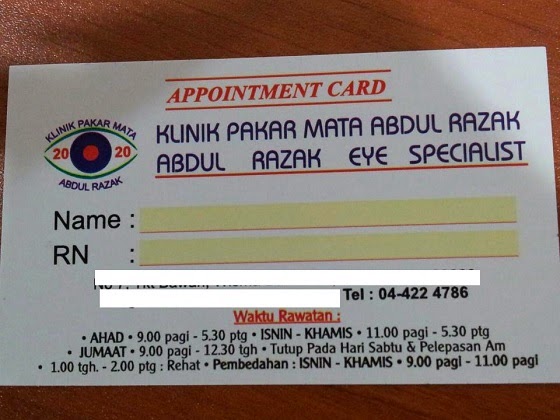 APPOINTMENT CARD
KLINIK PAKAR MATA
20 20
ABDUL RAZAK
KLINIK PAKAR MATA ABDUL RAZAK
ABDUL RAZAK EYE SPECIALIST
Name :
RN :
Tel : 04-422 4786
Waktu Rawatan :
• AHAD • 9.00 pagi - 5.30 ptg • ISNIN - KHAMIS • 11.00 pagi - 5.30 ptg
• JUMAAT • 9.00 pagi - 12.30 tgh • Tutup Pada Hari Sabtu & Pelepasan Am
• 1.00 tgh. - 2.00 ptg : Rehat • Pembedahan : ISNIN - KHAMIS • 9.00 pagi - 11.00 pagi